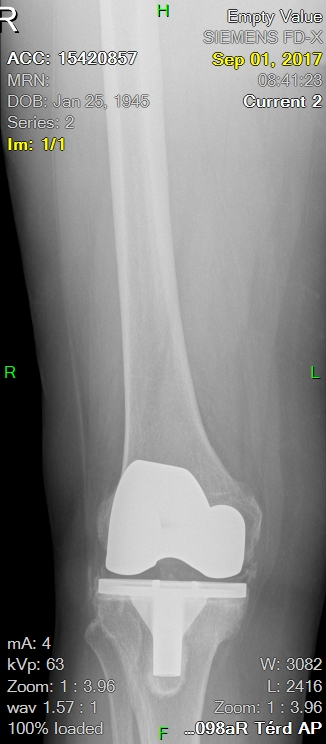 R
H
Empty Value
SIEMENS FD-X
ACC: 15420857
Sep 01, 2017
MRN:
08:41:23
DOB: Jan 25, 1945
Current 2
Series: 2
Im: 1/1
R
L
mA: 4
kVp: 63
W: 3082
Zoom: 1 : 3.96
L: 2416
wav 1.57 : 1
Zoom: 1 : 3.96
100% loaded
F
...098aR Térd AP